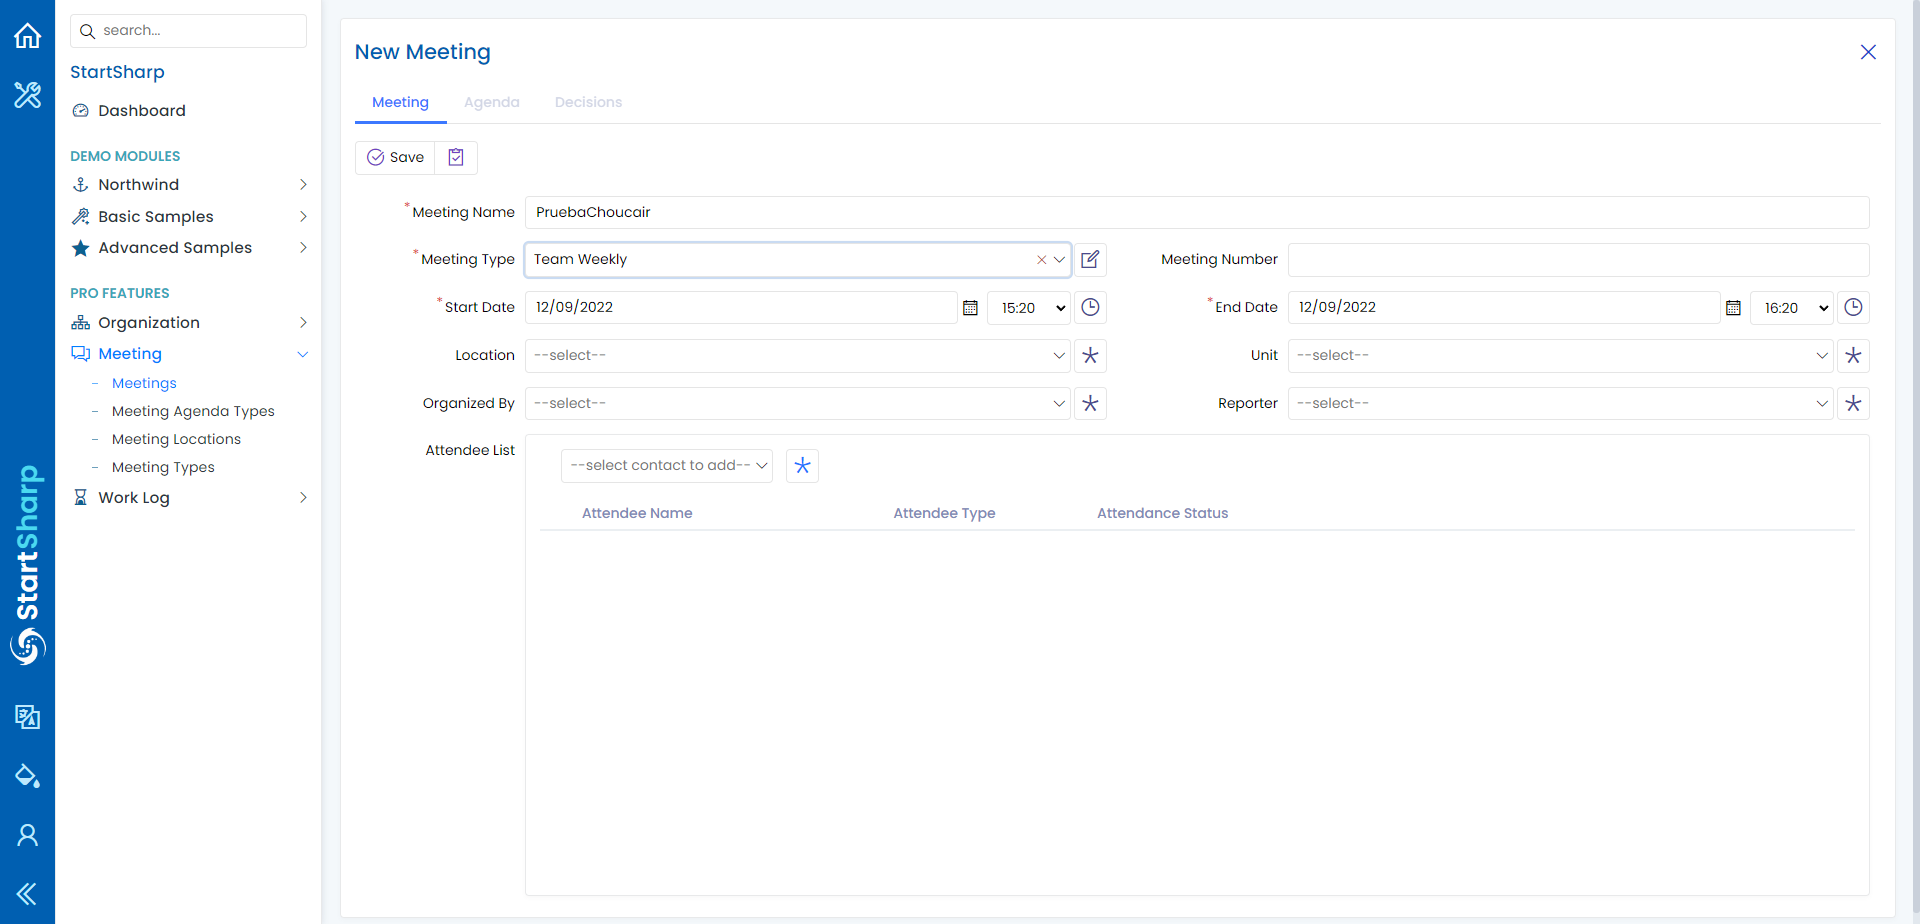 search...
StartSharp
Dashboard
DEMO MODULES
Northwind
Basic Samples
Advanced Samples
PRO FEATURES
Organization
Meeting
Meetings
Meeting Agenda Types
Meeting Locations
Meeting Types
Work Log
StartSharp
New Meeting
Meeting Agenda Decisions
Save
*Meeting Name PruebaChoucair
*Meeting Type Team Weekly Meeting Number
*Start Date 12/09/2022 15:20 *End Date 12/09/2022 16:20
Location --select-- Unit --select--
Organized By --select-- Reporter --select--
Attendee List
--select contact to add--
Attendee Name Attendee Type Attendance Status